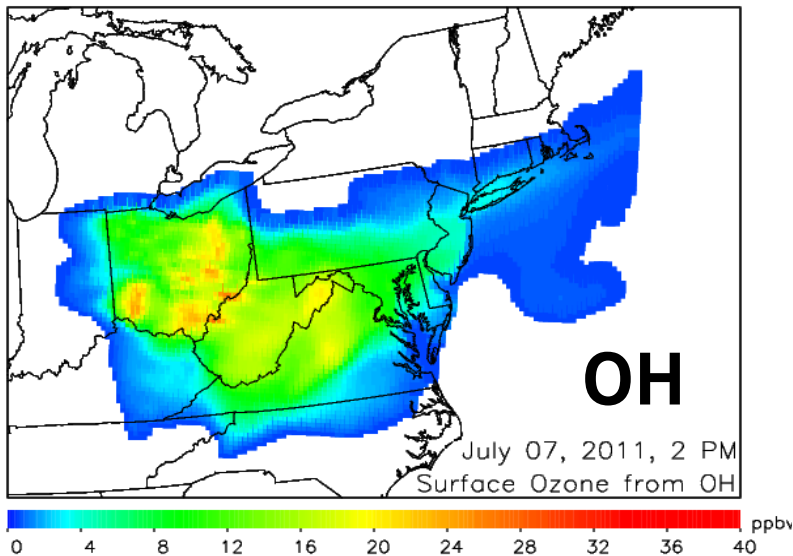 OH
July 07, 2011, 2 PM
Surface Ozone from OH
0 4 8 12 16 20 24 28 32 36 40 ppbv